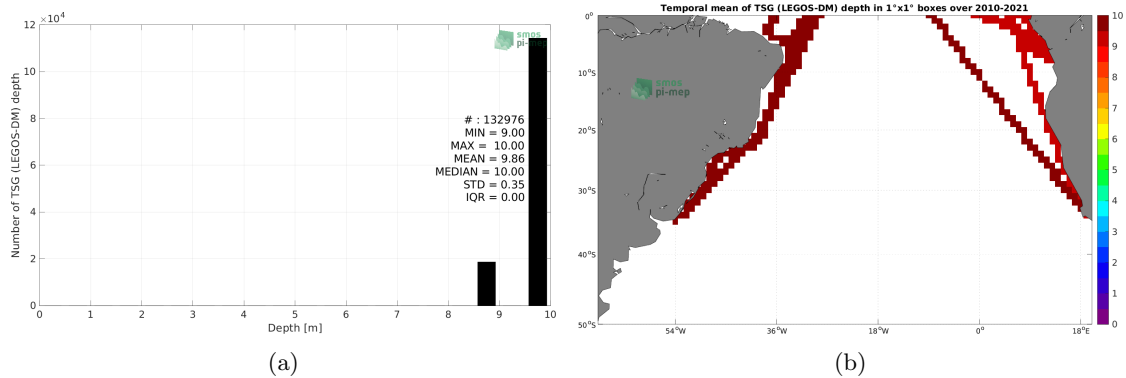 ×10⁴
12
10
8
6
4
2
0
Number of TSG (LEGOS-DM) depth
smos
pi-mep
# : 132976
MIN = 9.00
MAX = 10.00
MEAN = 9.86
MEDIAN = 10.00
STD = 0.35
IQR = 0.00
0 1 2 3 4 5 6 7 8 9 10
Depth [m]
(a)
Temporal mean of TSG (LEGOS-DM) depth in 1°x1° boxes over 2010-2021
0°
10°S
20°S
30°S
40°S
50°S
smos
pi-mep
54°W 36°W 18°W 0° 18°E
10
9
8
7
6
5
4
3
2
1
0
(b)